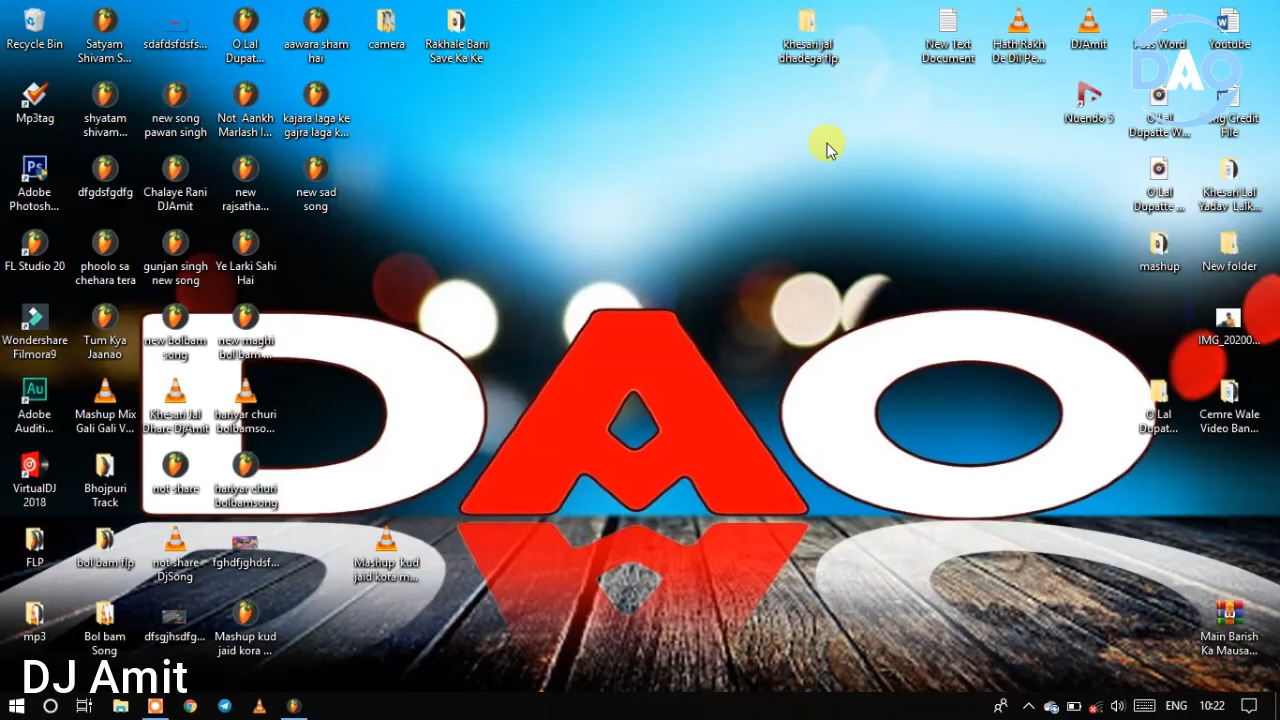 Recycle Bin
Satyam
Shivam S...
sdafdsfdsfs...
O Lal
Dupat...
aawara sham
hai
camera
Rakhale Bani
Save Ka Ke
khesari jal
dhadega flp
New Text
Document
Hath Rakh
De Dil Pe...
DJAmit
Pass Word
Youtube
Mp3tag
shyatam
shivam...
new song
pawan singh
Not Aankh
Marlash I...
kajara laga ke
gajra laga k...
Nuendo 5
O Lal
Dupatte W...
Song Credit
File
DAO
Adobe
Photosh...
dfgdsfgdfg
Chalaye Rani
DJAmit
new
rajsatha...
new sad
song
O Lal
Dupatte ...
Khesari Lal
Yadav Lalk...
FL Studio 20
phoolo sa
chehara tera
gunjan singh
new song
Ye Larki Sahi
Hai
mashup
New folder
Wondershare
Filmora9
Tum Kya
Jaanao
new bolbam
song
new maghi
bol bam...
IMG_20200...
DAO
Adobe
Auditi...
Mashup Mix
Gali Gali V...
Khesari Jal
Dhare DjAmit
hariyar churi
bolbamso...
O Lal
Dupat...
Cemre Wale
Video Ban...
VirtualDJ
2018
Bhojpuri
Track
not share
hariyar churi
bolbamsong
FLP
bol bam flp
not share
DjSong
fghdfjghdsf...
Mashup kud
jaid kora m...
mp3
Bol bam
Song
dfsgjhsdfg...
Mashup kud
jaid kora ...
Main Barish
Ka Mausa...
DJ Amit
ENG
10:22